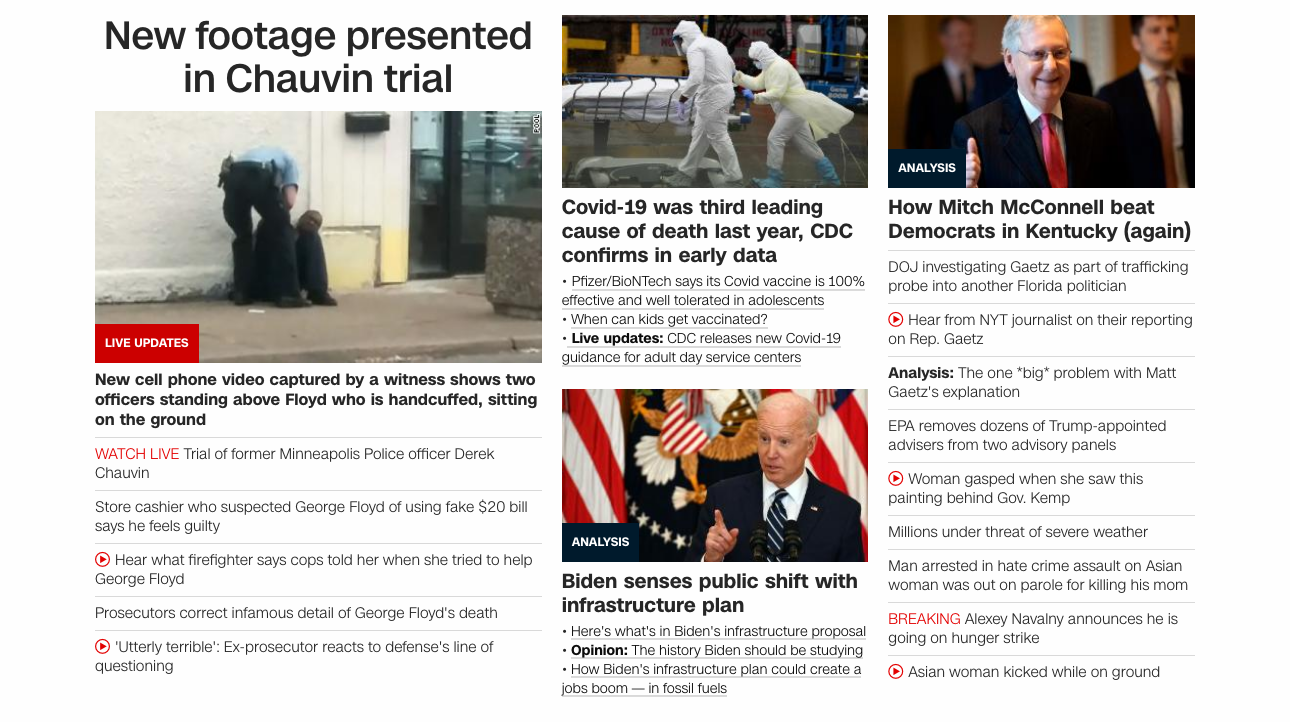 New footage presented
in Chauvin trial
POOL
LIVE UPDATES
New cell phone video captured by a witness shows two
officers standing above Floyd who is handcuffed, sitting
on the ground
WATCH LIVE Trial of former Minneapolis Police officer Derek
Chauvin
Store cashier who suspected George Floyd of using fake $20 bill
says he feels guilty
Hear what firefighter says cops told her when she tried to help
George Floyd
Prosecutors correct infamous detail of George Floyd's death
'Utterly terrible': Ex-prosecutor reacts to defense's line of
questioning
Covid-19 was third leading
cause of death last year, CDC
confirms in early data
• Pfizer/BioNTech says its Covid vaccine is 100%
effective and well tolerated in adolescents
• When can kids get vaccinated?
• Live updates: CDC releases new Covid-19
guidance for adult day service centers
ANALYSIS
Biden senses public shift with
infrastructure plan
• Here's what's in Biden's infrastructure proposal
• Opinion: The history Biden should be studying
• How Biden's infrastructure plan could create a
jobs boom — in fossil fuels
ANALYSIS
How Mitch McConnell beat
Democrats in Kentucky (again)
DOJ investigating Gaetz as part of trafficking
probe into another Florida politician
Hear from NYT journalist on their reporting
on Rep. Gaetz
Analysis: The one *big* problem with Matt
Gaetz's explanation
EPA removes dozens of Trump-appointed
advisers from two advisory panels
Woman gasped when she saw this
painting behind Gov. Kemp
Millions under threat of severe weather
Man arrested in hate crime assault on Asian
woman was out on parole for killing his mom
BREAKING Alexey Navalny announces he is
going on hunger strike
Asian woman kicked while on ground